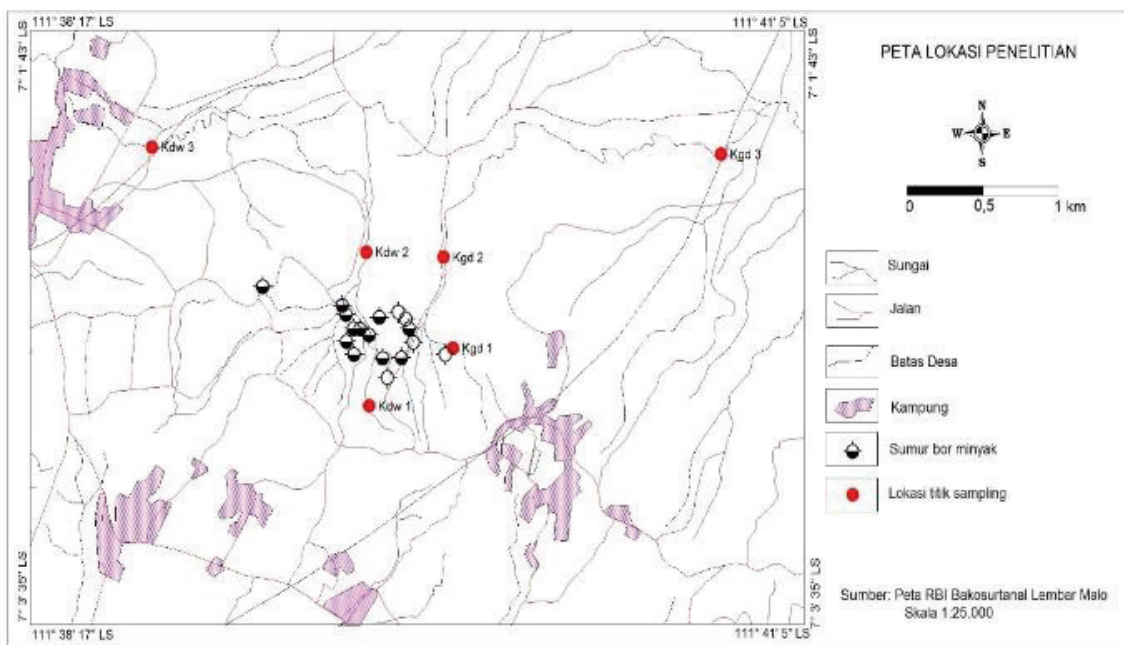 111° 38' 17" LS
111° 41' 5" LS
7° 1' 43" LS
7° 1' 43" LS
PETA LOKASI PENELITIAN
N
W E
S
0 0,5 1 km
Kdw 3
Kgd 3
Kdw 2
Kgd 2
Kgd 1
Kdw 1
Sungai
Jalan
Batas Desa
Kampung
Sumur bor minyak
Lokasi titik sampling
7° 3' 35" LS
7° 3' 35" LS
Sumber: Peta RBI Bakosurtanal Lembar Malo
Skala 1:25.000
111° 38' 17" LS
111° 41' 5" LS